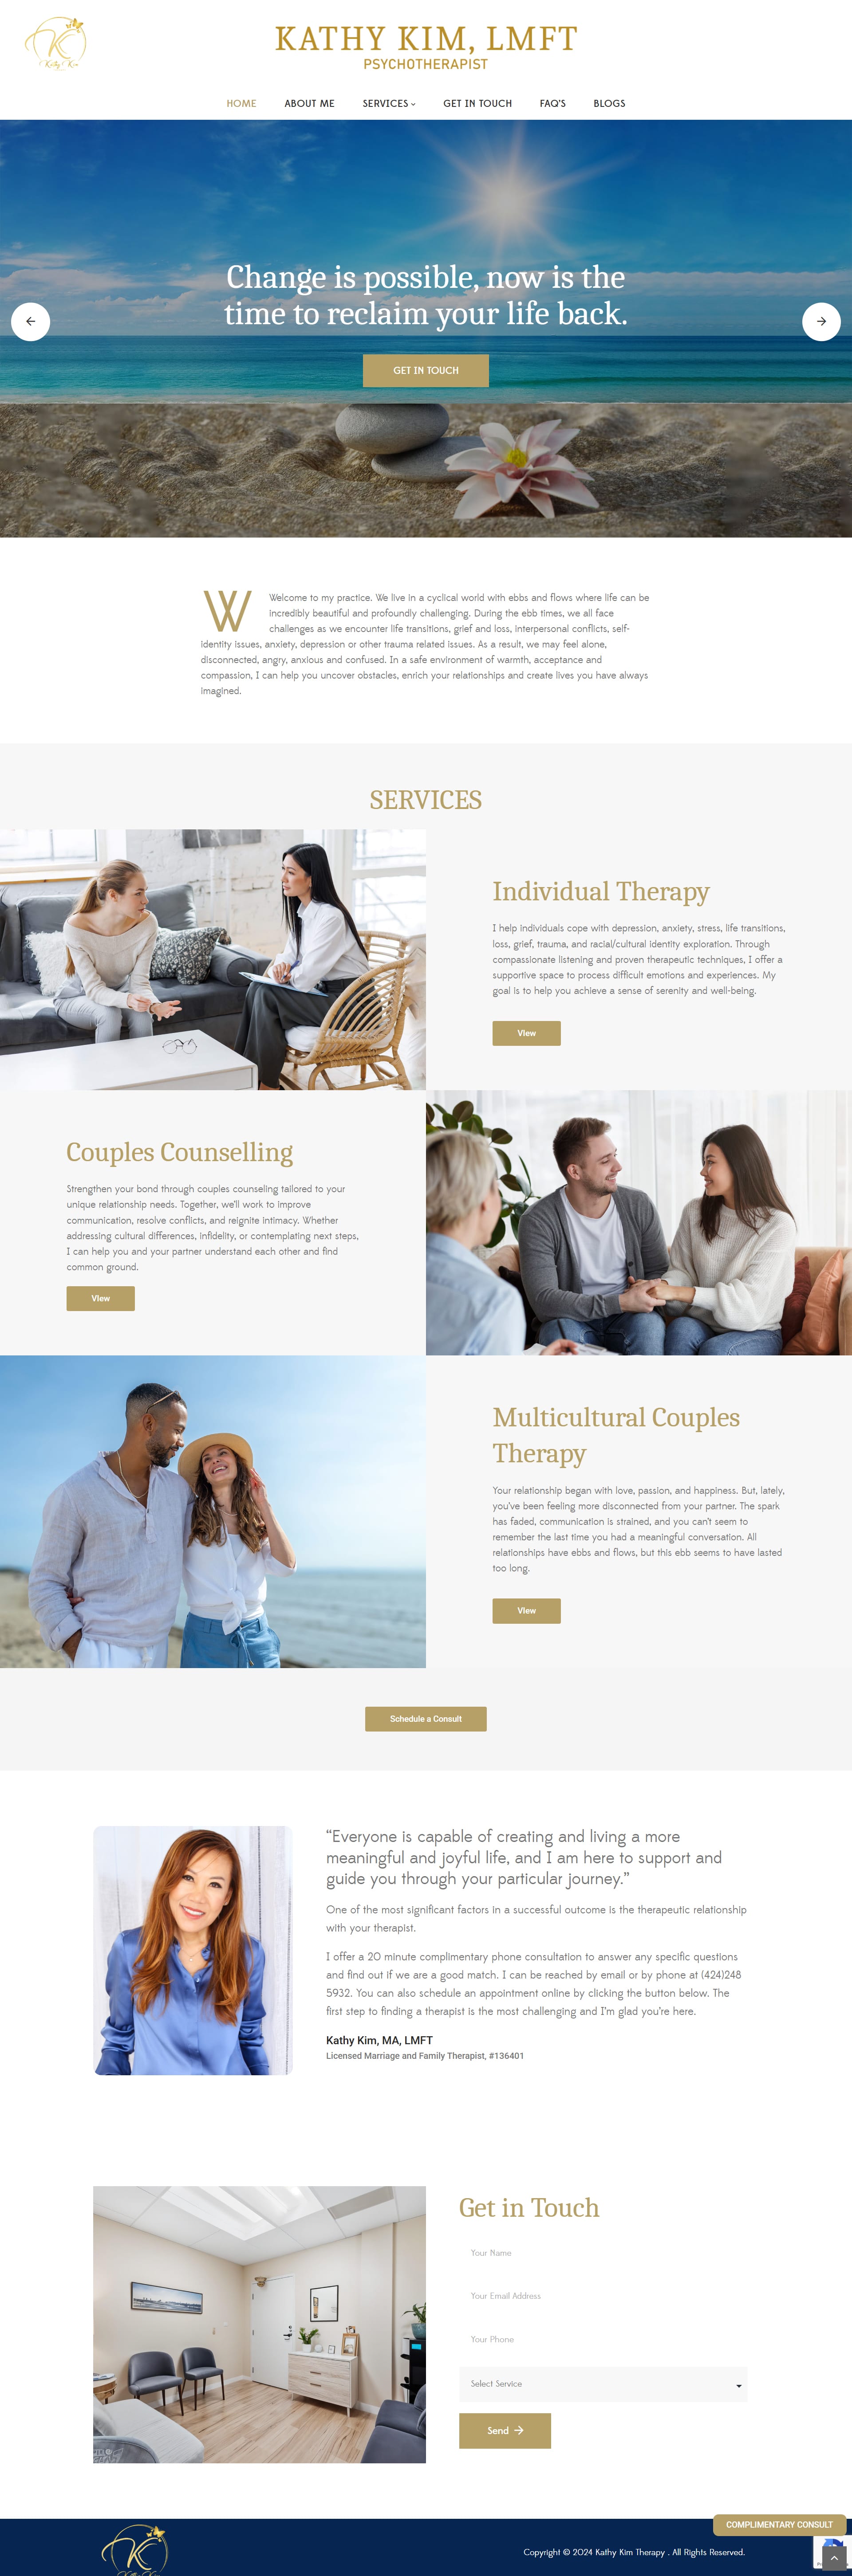 Kathy Kim
KATHY KIM, LMFT
PSYCHOTHERAPIST
HOME ABOUT ME SERVICES GET IN TOUCH FAQ'S BLOGS
Change is possible, now is the
time to reclaim your life back.
GET IN TOUCH
W Welcome to my practice. We live in a cyclical world with ebbs and flows where life can be
incredibly beautiful and profoundly challenging. During the ebb times, we all face
challenges as we encounter life transitions, grief and loss, interpersonal conflicts, self-
identity issues, anxiety, depression or other trauma related issues. As a result, we may feel alone,
disconnected, angry, anxious and confused. In a safe environment of warmth, acceptance and
compassion, I can help you uncover obstacles, enrich your relationships and create lives you have always
imagined.
SERVICES
Individual Therapy
I help individuals cope with depression, anxiety, stress, life transitions,
loss, grief, trauma, and racial/cultural identity exploration. Through
compassionate listening and proven therapeutic techniques, I offer a
supportive space to process difficult emotions and experiences. My
goal is to help you achieve a sense of serenity and well-being.
View
Couples Counselling
Strengthen your bond through couples counseling tailored to your
unique relationship needs. Together, we'll work to improve
communication, resolve conflicts, and reignite intimacy. Whether
addressing cultural differences, infidelity, or contemplating next steps,
I can help you and your partner understand each other and find
common ground.
View
Multicultural Couples
Therapy
Your relationship began with love, passion, and happiness. But, lately,
you've been feeling more disconnected from your partner. The spark
has faded, communication is strained, and you can't seem to
remember the last time you had a meaningful conversation. All
relationships have ebbs and flows, but this ebb seems to have lasted
too long.
View
Schedule a Consult
“Everyone is capable of creating and living a more
meaningful and joyful life, and I am here to support and
guide you through your particular journey.”
One of the most significant factors in a successful outcome is the therapeutic relationship
with your therapist.
I offer a 20 minute complimentary phone consultation to answer any specific questions
and find out if we are a good match. I can be reached by email or by phone at (424)248
5932. You can also schedule an appointment online by clicking the button below. The
first step to finding a therapist is the most challenging and I'm glad you're here.
Kathy Kim, MA, LMFT
Licensed Marriage and Family Therapist, #136401
Get in Touch
Your Name
Your Email Address
Your Phone
Select Service
Send
COMPLIMENTARY CONSULT
Copyright © 2024 Kathy Kim Therapy . All Rights Reserved.